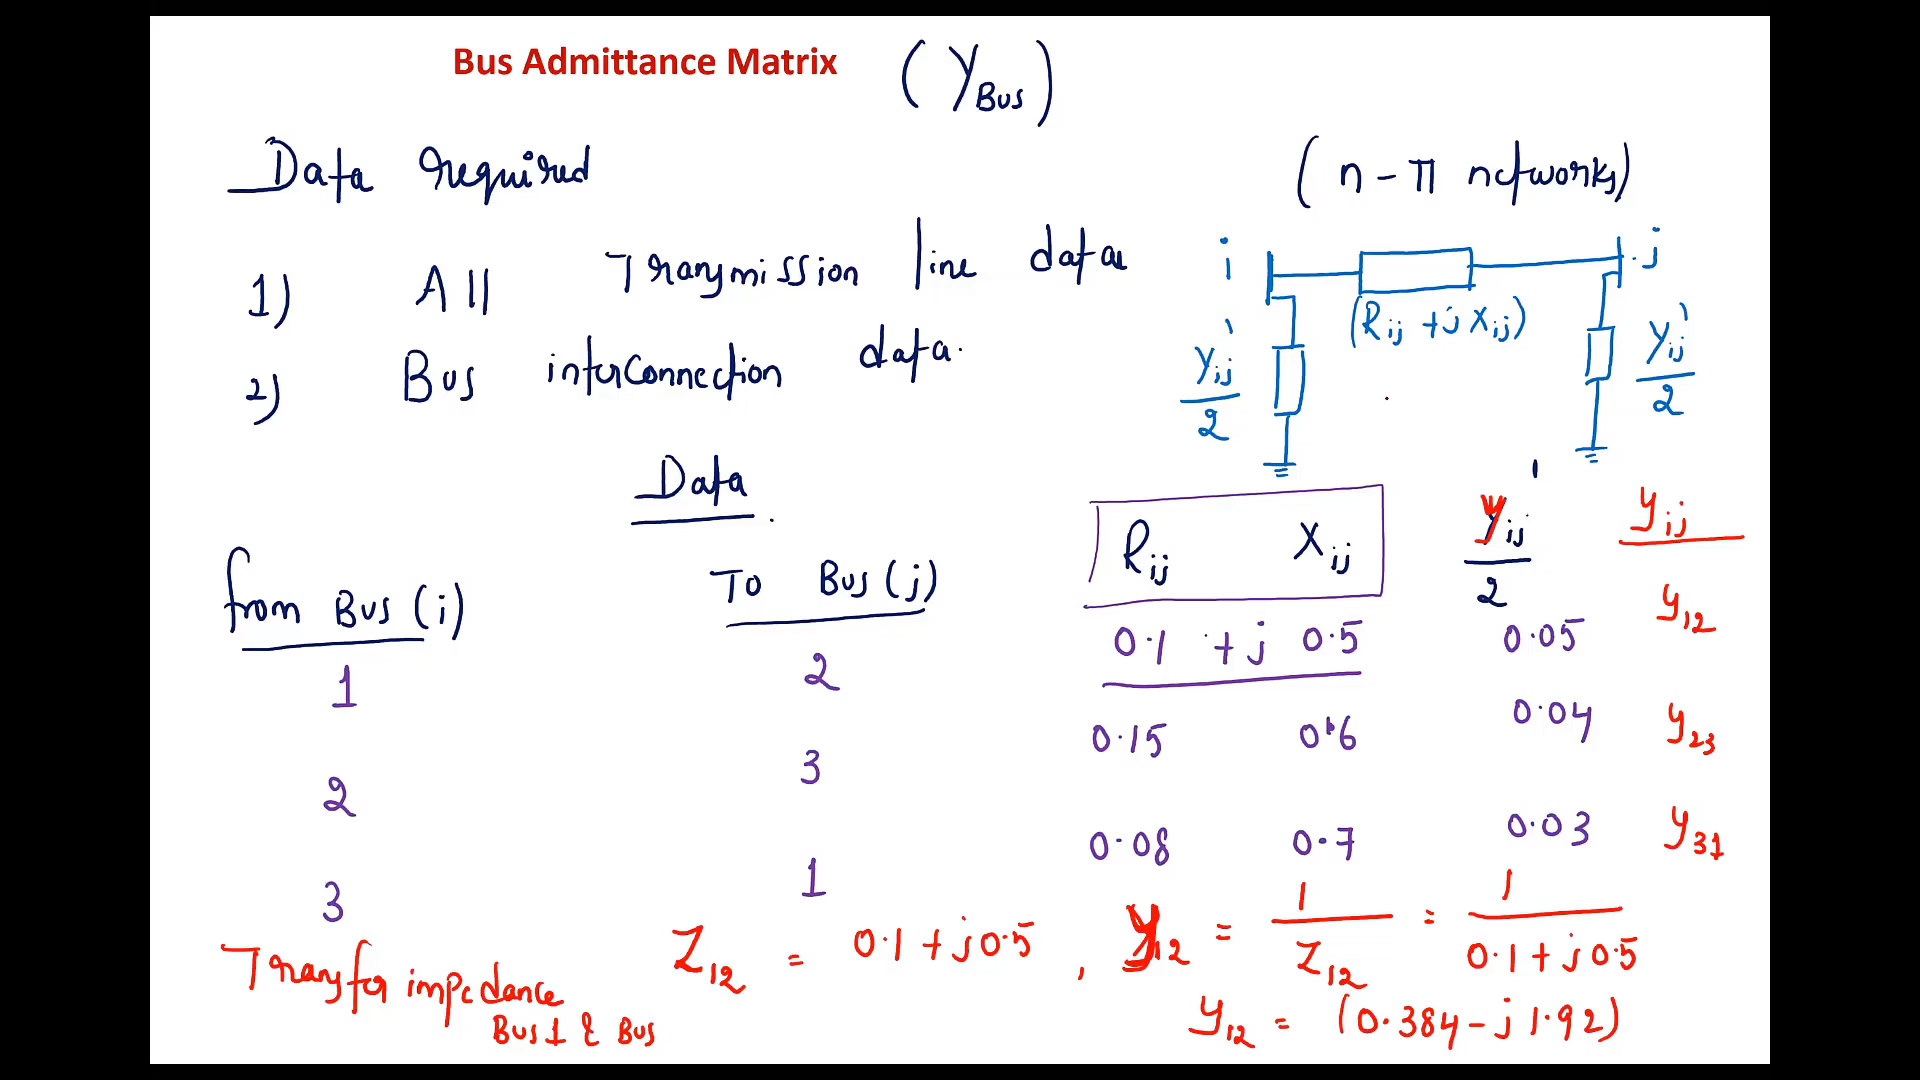 Bus Admittance Matrix (YBus)
Data required
(n - π networks)
1) All Transmission line data
2) Bus interconnection data.
i
j
(Rij + j Xij)
yij'
2
yij'
2
Data
from Bus (i) To Bus (j) Rij Xij yij'/2 yij
1 2 0.1 + j 0.5 0.05 y12
2 3 0.15 0.6 0.04 y23
3 1 0.08 0.7 0.03 y31
Transfer impedance Z12 = 0.1 + j0.5 , y12 = 1/Z12 = 1/0.1 + j0.5
Bus 1 & Bus
y12 = (0.384 - j 1.92)